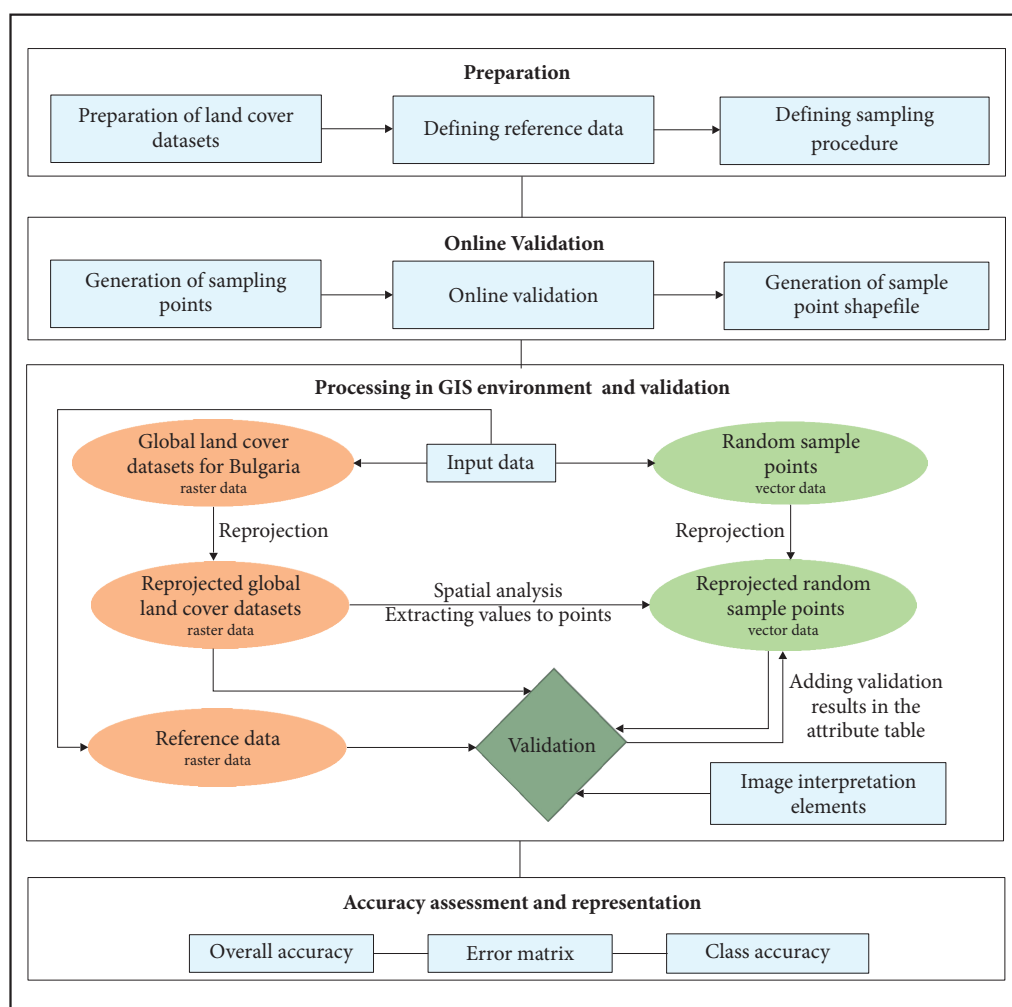 Preparation
Preparation of land cover
datasets
Defining reference data
Defining sampling
procedure
Online Validation
Generation of sampling
points
Online validation
Generation of sample
point shapefile
Processing in GIS environment and validation
Global land cover
datasets for Bulgaria
raster data
Input data
Random sample
points
vector data
Reprojection
Reprojection
Reprojected global
land cover datasets
raster data
Spatial analysis
Extracting values to points
Reprojected random
sample points
vector data
Adding validation
results in the
attribute table
Reference data
raster data
Validation
Image interpretation
elements
Accuracy assessment and representation
Overall accuracy
Error matrix
Class accuracy